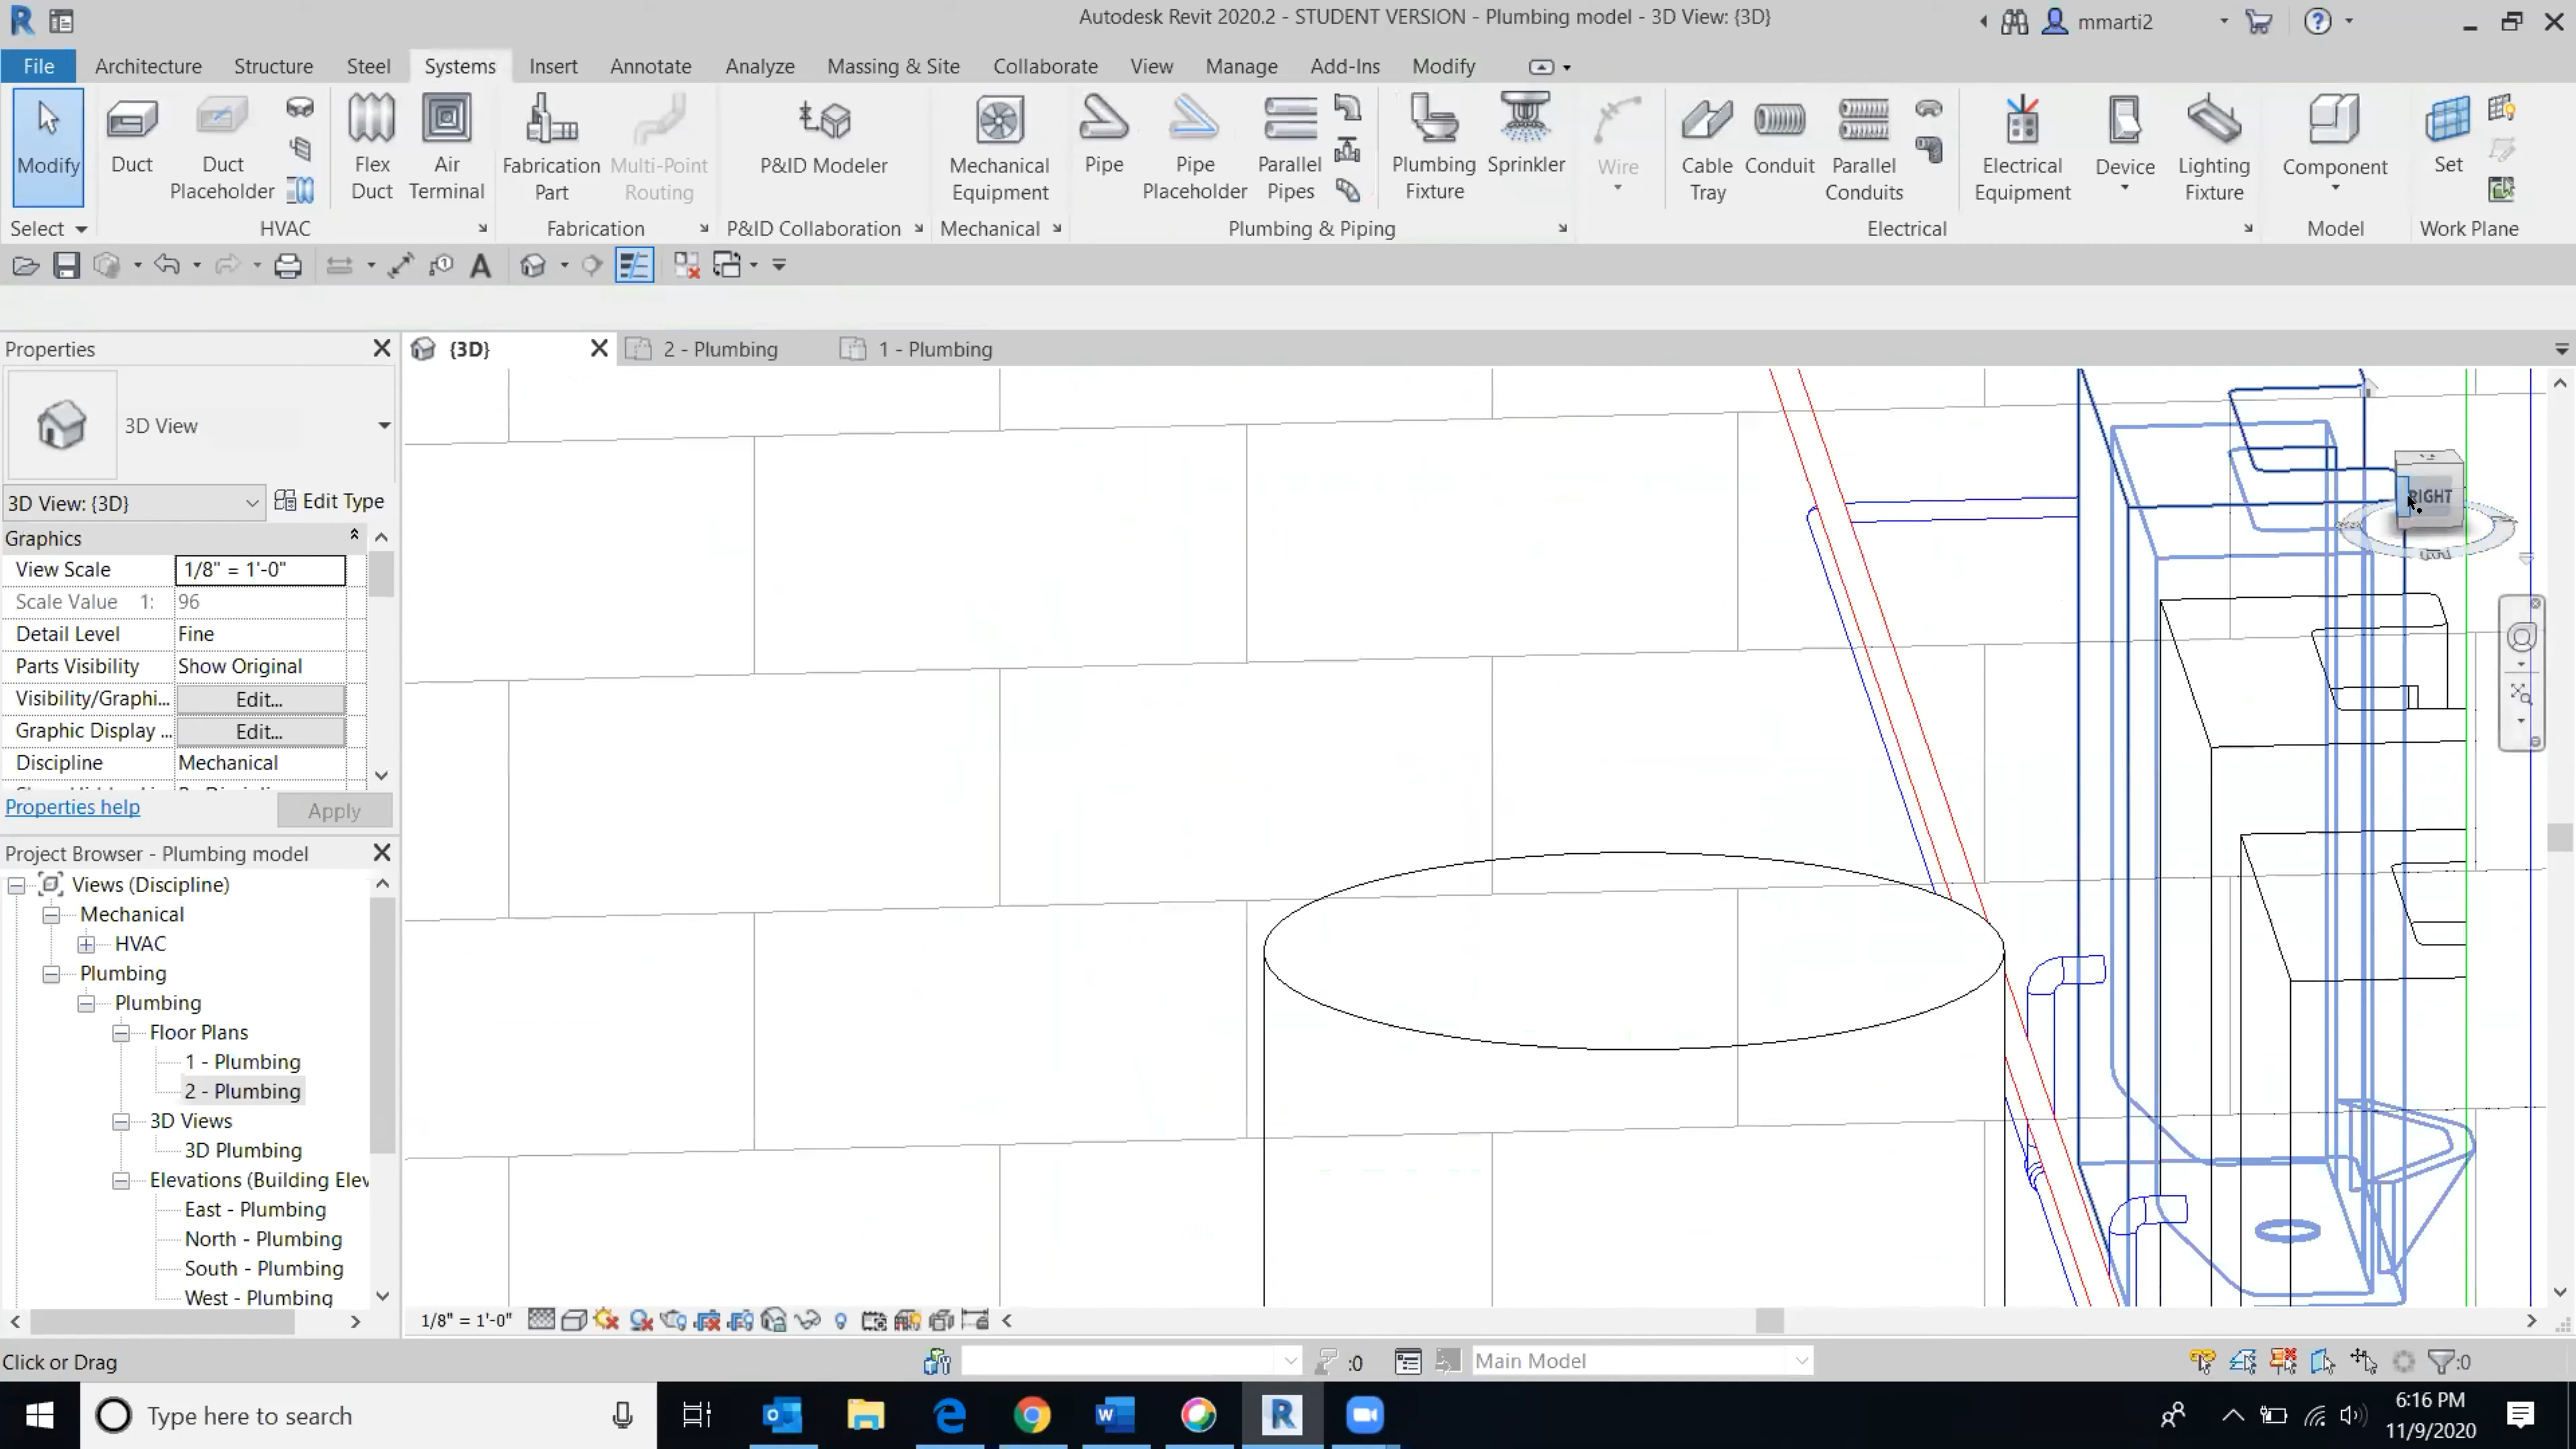 Autodesk Revit 2020.2 - STUDENT VERSION - Plumbing model - 3D View: {3D}
mmarti2
File Architecture Structure Steel Systems Insert Annotate Analyze Massing & Site Collaborate View Manage Add-Ins Modify
Modify
Duct
Duct Placeholder
Flex Duct
Air Terminal
Fabrication Part
Multi-Point Routing
P&ID Modeler
Mechanical Equipment
Pipe
Pipe Placeholder
Parallel Pipes
Plumbing Fixture
Sprinkler
Wire
Cable Tray
Conduit
Parallel Conduits
Electrical Equipment
Device
Lighting Fixture
Component
Set
Select HVAC Fabrication P&ID Collaboration Mechanical Plumbing & Piping Electrical Model Work Plane
Properties
{3D} 2 - Plumbing 1 - Plumbing
3D View
3D View: {3D} Edit Type
Graphics
View Scale 1/8" = 1'-0"
Scale Value 1: 96
Detail Level Fine
Parts Visibility Show Original
Visibility/Graphi... Edit...
Graphic Display ... Edit...
Discipline Mechanical
Properties help Apply
RIGHT
Project Browser - Plumbing model
Views (Discipline)
Mechanical
HVAC
Plumbing
Plumbing
Floor Plans
1 - Plumbing
2 - Plumbing
3D Views
3D Plumbing
Elevations (Building Elev
East - Plumbing
North - Plumbing
South - Plumbing
West - Plumbing
1/8" = 1'-0"
Click or Drag :0 Main Model :0
Type here to search
6:16 PM
11/9/2020